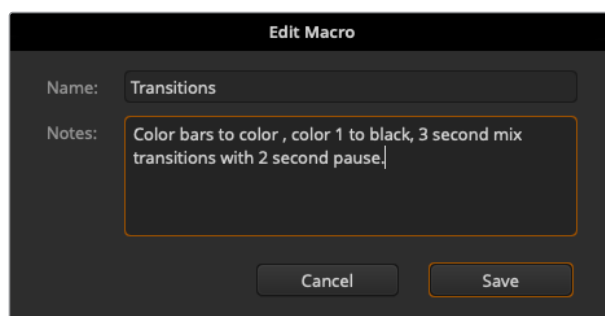 Edit Macro
Name: Transitions
Notes: Color bars to color , color 1 to black, 3 second mix
transitions with 2 second pause.
Cancel Save